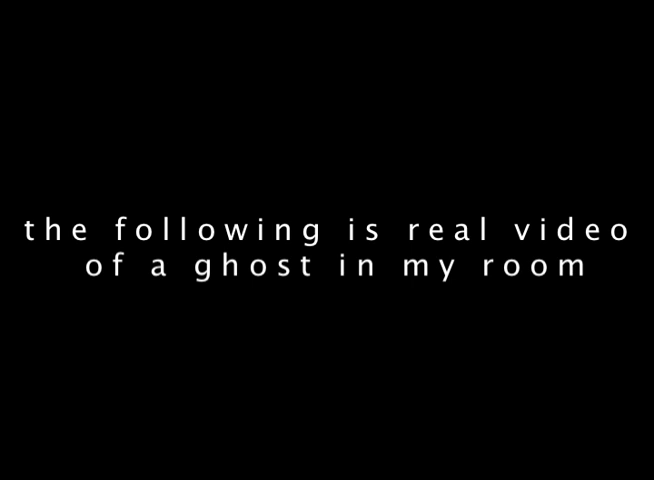 the following is real video
of a ghost in my room